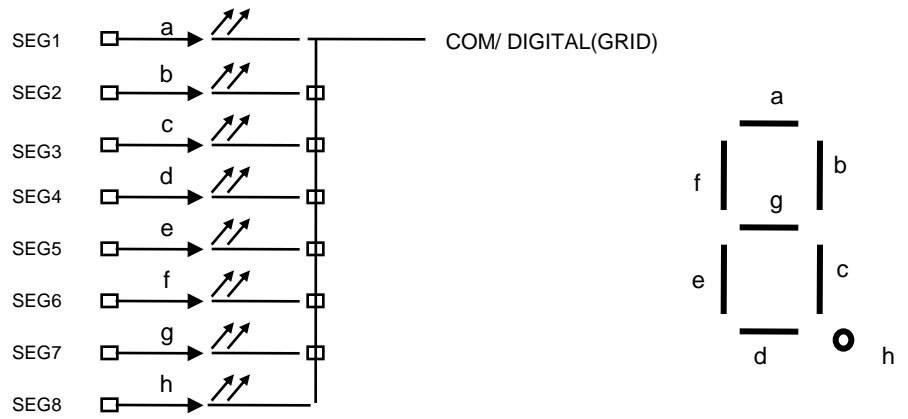 SEG1 a COM/ DIGITAL(GRID)
SEG2 b
SEG3 c
SEG4 d
SEG5 e
SEG6 f
SEG7 g
SEG8 h
a
f b
g
e c
d h